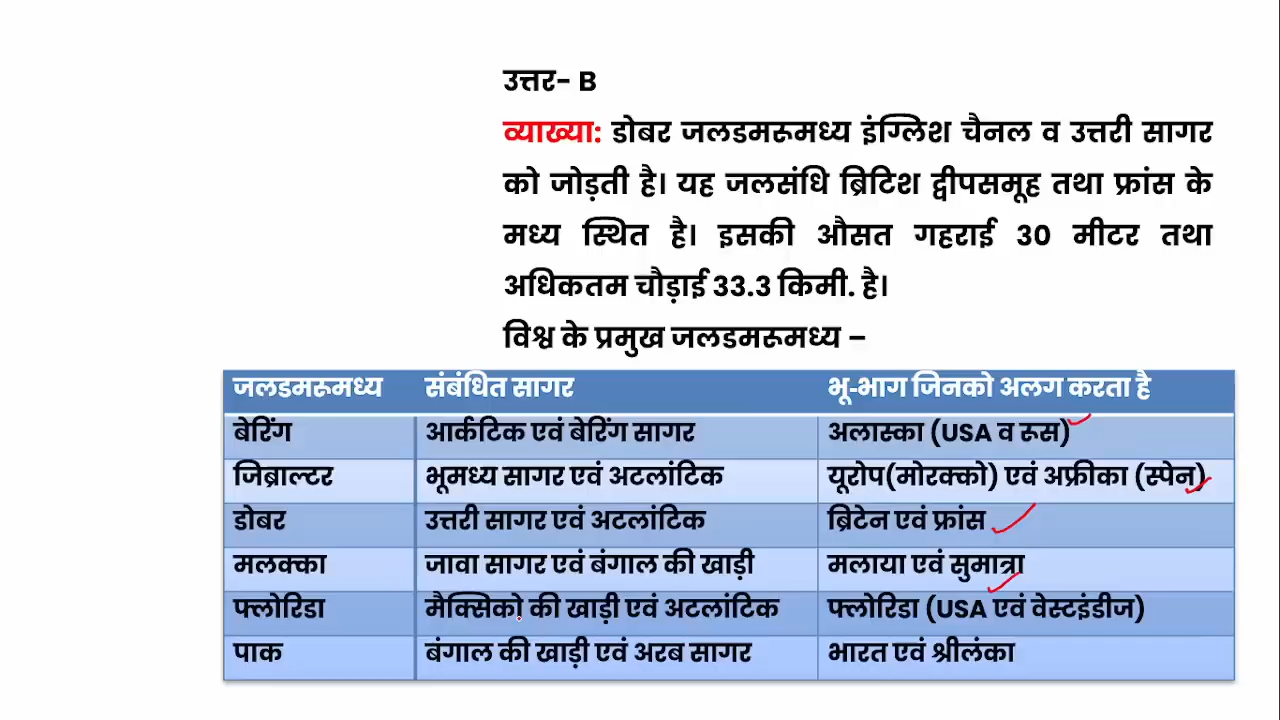 उत्तर- B
व्याख्या: डोबर जलडमरूमध्य इंग्लिश चैनल व उत्तरी सागर
को जोड़ती है। यह जलसंधि ब्रिटिश द्वीपसमूह तथा फ्रांस के
मध्य स्थित है। इसकी औसत गहराई 30 मीटर तथा
अधिकतम चौड़ाई 33.3 किमी. है।
विश्व के प्रमुख जलडमरूमध्य –
जलडमरूमध्य संबंधित सागर भू-भाग जिनको अलग करता है
बेरिंग आर्कटिक एवं बेरिंग सागर अलास्का (USA व रूस)
जिब्राल्टर भूमध्य सागर एवं अटलांटिक यूरोप(मोरक्को) एवं अफ्रीका (स्पेन)
डोबर उत्तरी सागर एवं अटलांटिक ब्रिटेन एवं फ्रांस
मलक्का जावा सागर एवं बंगाल की खाड़ी मलाया एवं सुमात्रा
फ्लोरिडा मैक्सिको की खाड़ी एवं अटलांटिक फ्लोरिडा (USA एवं वेस्टइंडीज)
पाक बंगाल की खाड़ी एवं अरब सागर भारत एवं श्रीलंका